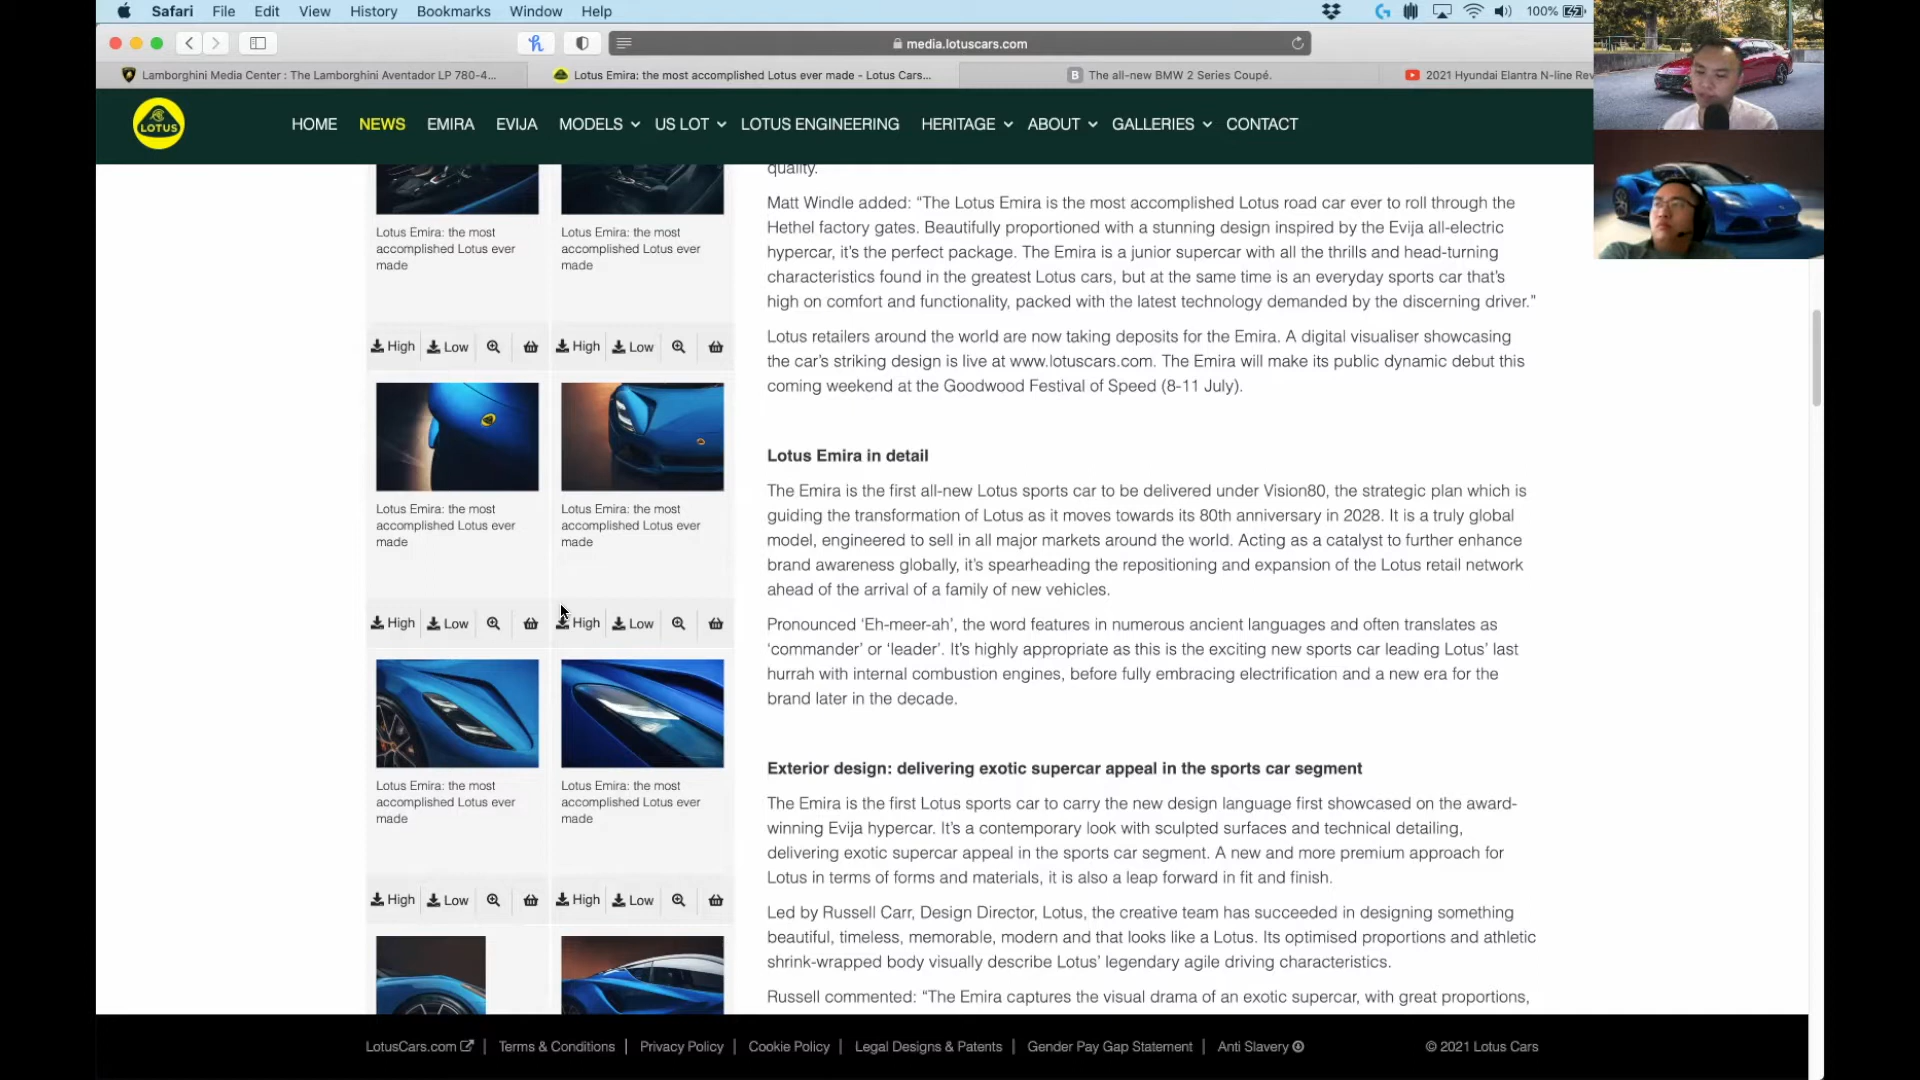 Safari File Edit View History Bookmarks Window Help 100%
media.lotuscars.com
Lamborghini Media Center : The Lamborghini Aventador LP 780-4...
Lotus Emira: the most accomplished Lotus ever made - Lotus Cars...
The all-new BMW 2 Series Coupé.
2021 Hyundai Elantra N-line Rev
LOTUS
HOME NEWS EMIRA EVIJA MODELS US LOT LOTUS ENGINEERING HERITAGE ABOUT GALLERIES CONTACT
Lotus Emira: the most
accomplished Lotus ever
made
Lotus Emira: the most
accomplished Lotus ever
made
High Low High Low
Lotus Emira: the most
accomplished Lotus ever
made
Lotus Emira: the most
accomplished Lotus ever
made
High Low High Low
Lotus Emira: the most
accomplished Lotus ever
made
Lotus Emira: the most
accomplished Lotus ever
made
High Low High Low
quality.
Matt Windle added: “The Lotus Emira is the most accomplished Lotus road car ever to roll through the
Hethel factory gates. Beautifully proportioned with a stunning design inspired by the Evija all-electric
hypercar, it’s the perfect package. The Emira is a junior supercar with all the thrills and head-turning
characteristics found in the greatest Lotus cars, but at the same time is an everyday sports car that’s
high on comfort and functionality, packed with the latest technology demanded by the discerning driver.”
Lotus retailers around the world are now taking deposits for the Emira. A digital visualiser showcasing
the car’s striking design is live at www.lotuscars.com. The Emira will make its public dynamic debut this
coming weekend at the Goodwood Festival of Speed (8-11 July).
Lotus Emira in detail
The Emira is the first all-new Lotus sports car to be delivered under Vision80, the strategic plan which is
guiding the transformation of Lotus as it moves towards its 80th anniversary in 2028. It is a truly global
model, engineered to sell in all major markets around the world. Acting as a catalyst to further enhance
brand awareness globally, it’s spearheading the repositioning and expansion of the Lotus retail network
ahead of the arrival of a family of new vehicles.
Pronounced ‘Eh-meer-ah’, the word features in numerous ancient languages and often translates as
‘commander’ or ‘leader’. It’s highly appropriate as this is the exciting new sports car leading Lotus’ last
hurrah with internal combustion engines, before fully embracing electrification and a new era for the
brand later in the decade.
Exterior design: delivering exotic supercar appeal in the sports car segment
The Emira is the first Lotus sports car to carry the new design language first showcased on the award-
winning Evija hypercar. It’s a contemporary look with sculpted surfaces and technical detailing,
delivering exotic supercar appeal in the sports car segment. A new and more premium approach for
Lotus in terms of forms and materials, it is also a leap forward in fit and finish.
Led by Russell Carr, Design Director, Lotus, the creative team has succeeded in designing something
beautiful, timeless, memorable, modern and that looks like a Lotus. Its optimised proportions and athletic
shrink-wrapped body visually describe Lotus’ legendary agile driving characteristics.
Russell commented: “The Emira captures the visual drama of an exotic supercar, with great proportions,
LotusCars.com | Terms & Conditions | Privacy Policy | Cookie Policy | Legal Designs & Patents | Gender Pay Gap Statement | Anti Slavery
© 2021 Lotus Cars